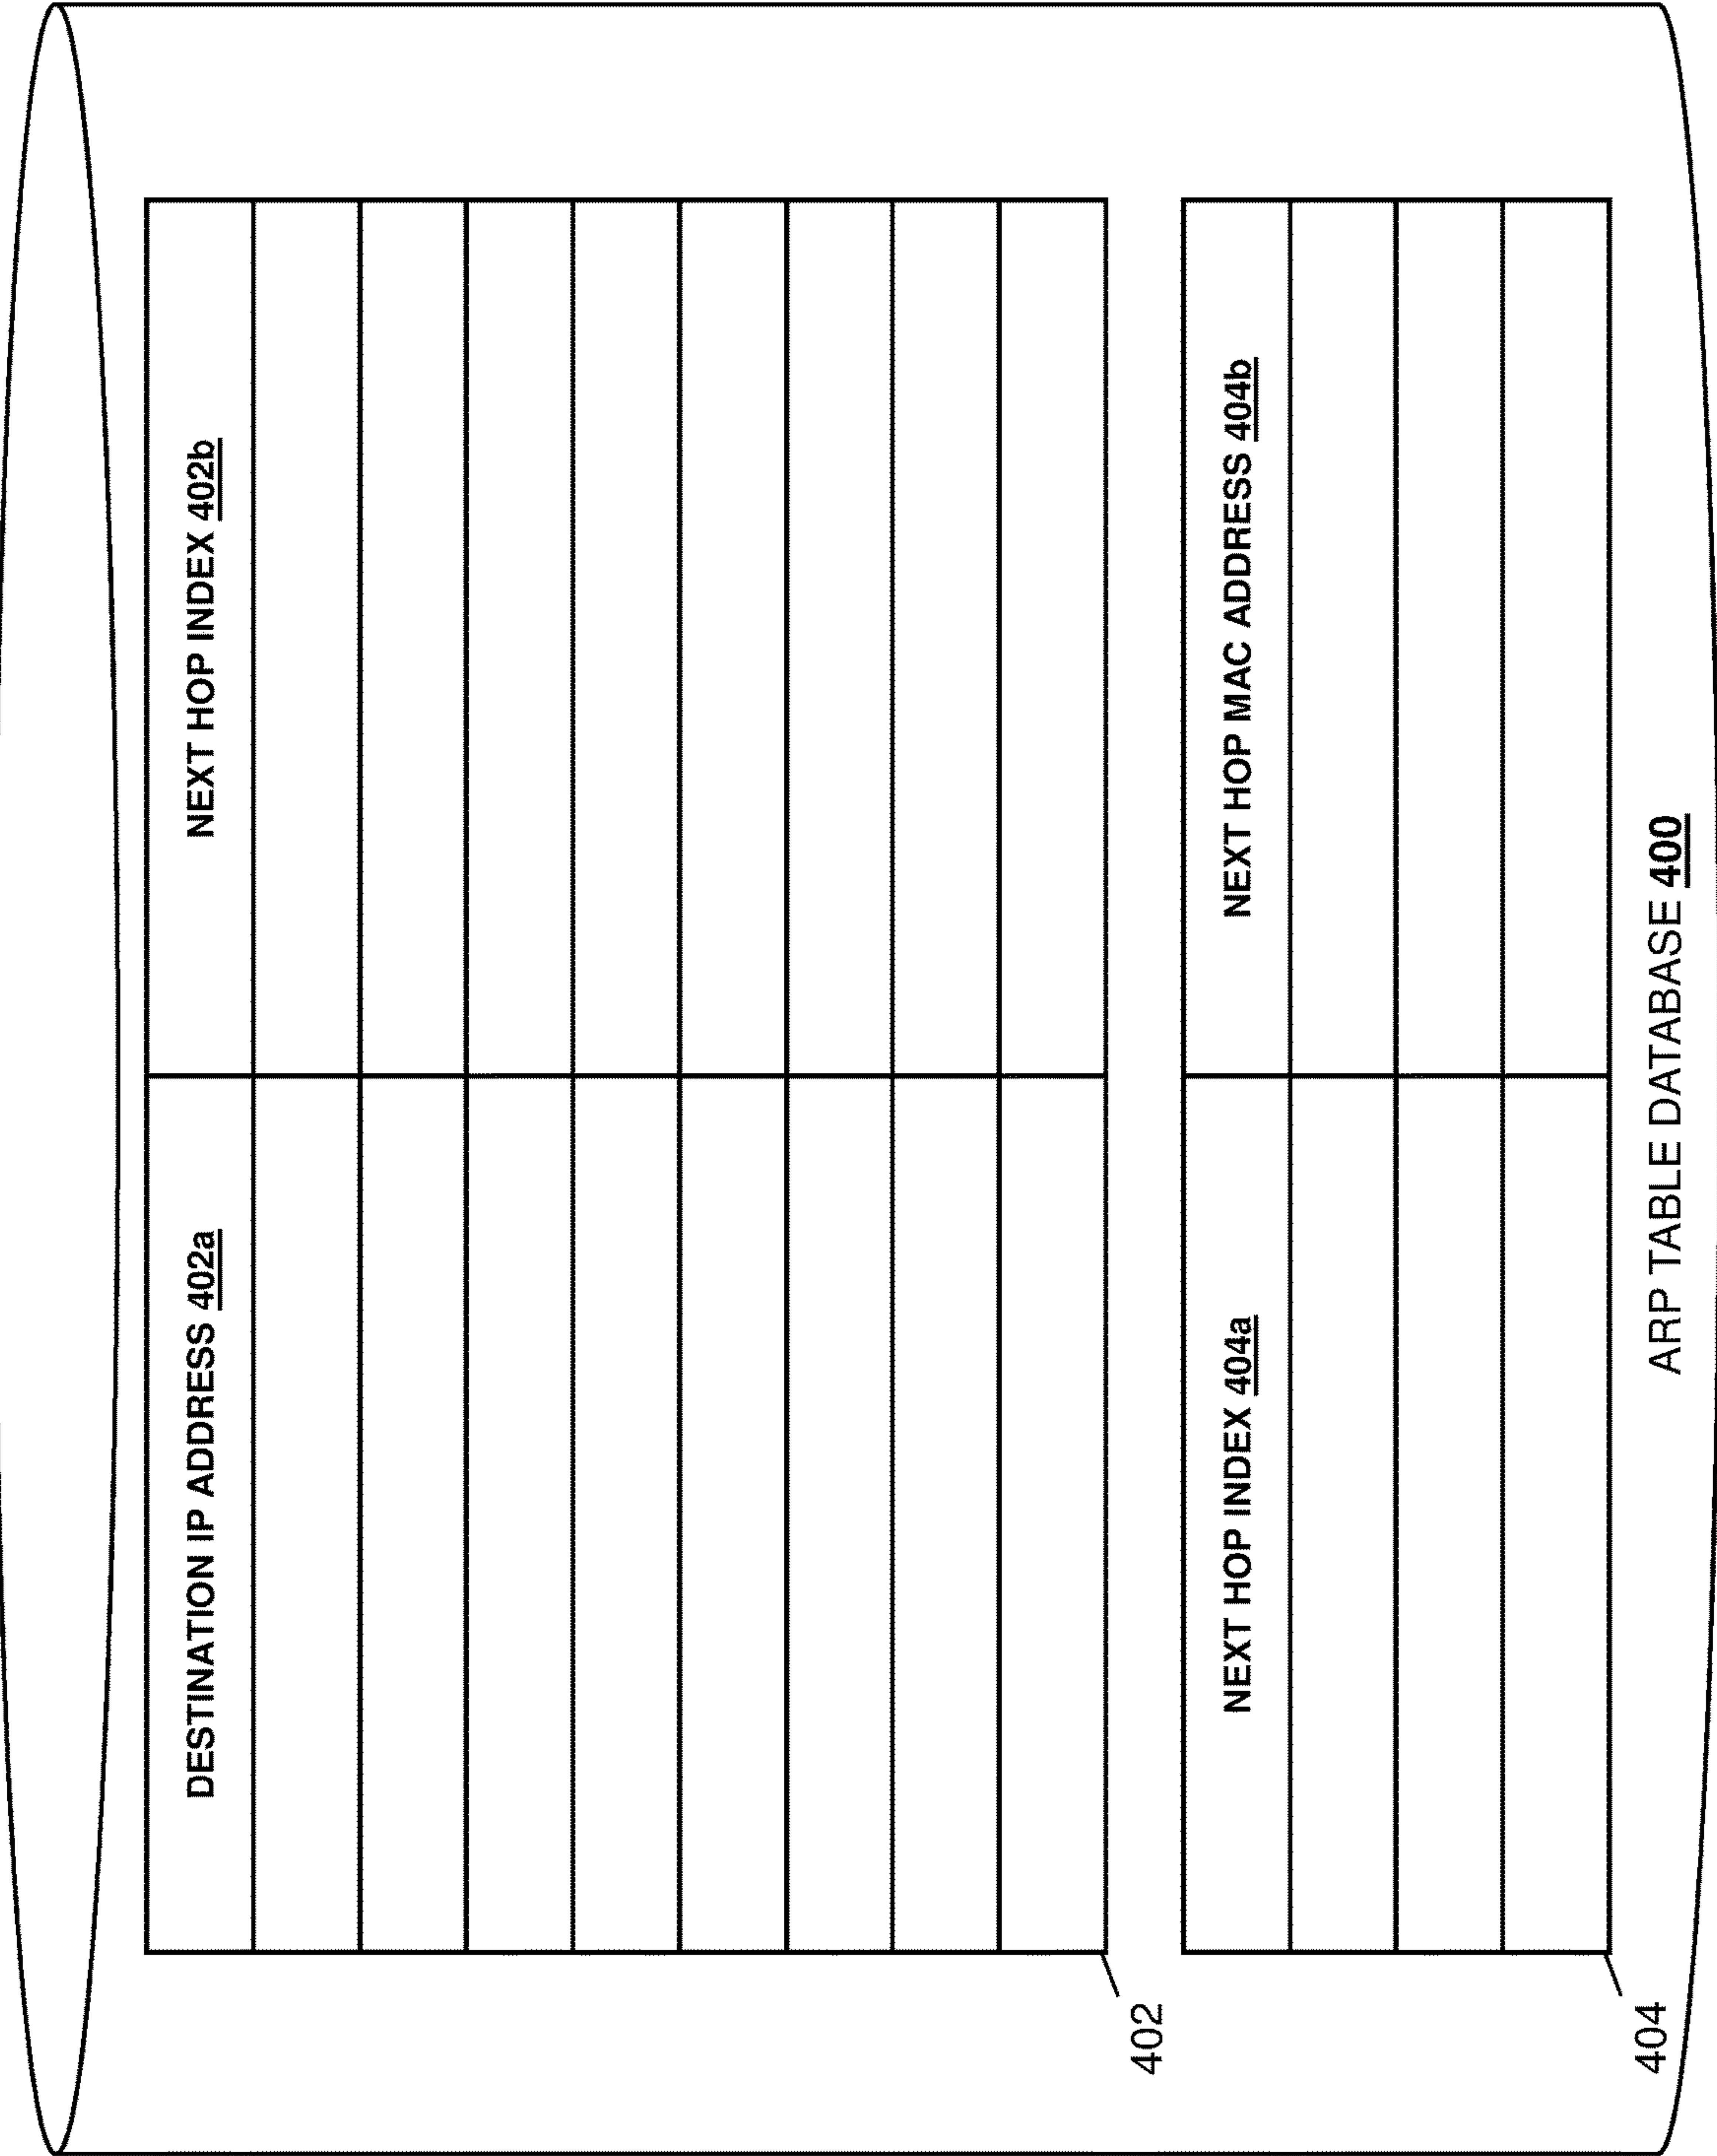 DESTINATION IP ADDRESS 402a
NEXT HOP INDEX 402b
402
NEXT HOP INDEX 404a
NEXT HOP MAC ADDRESS 404b
404
ARP TABLE DATABASE 400